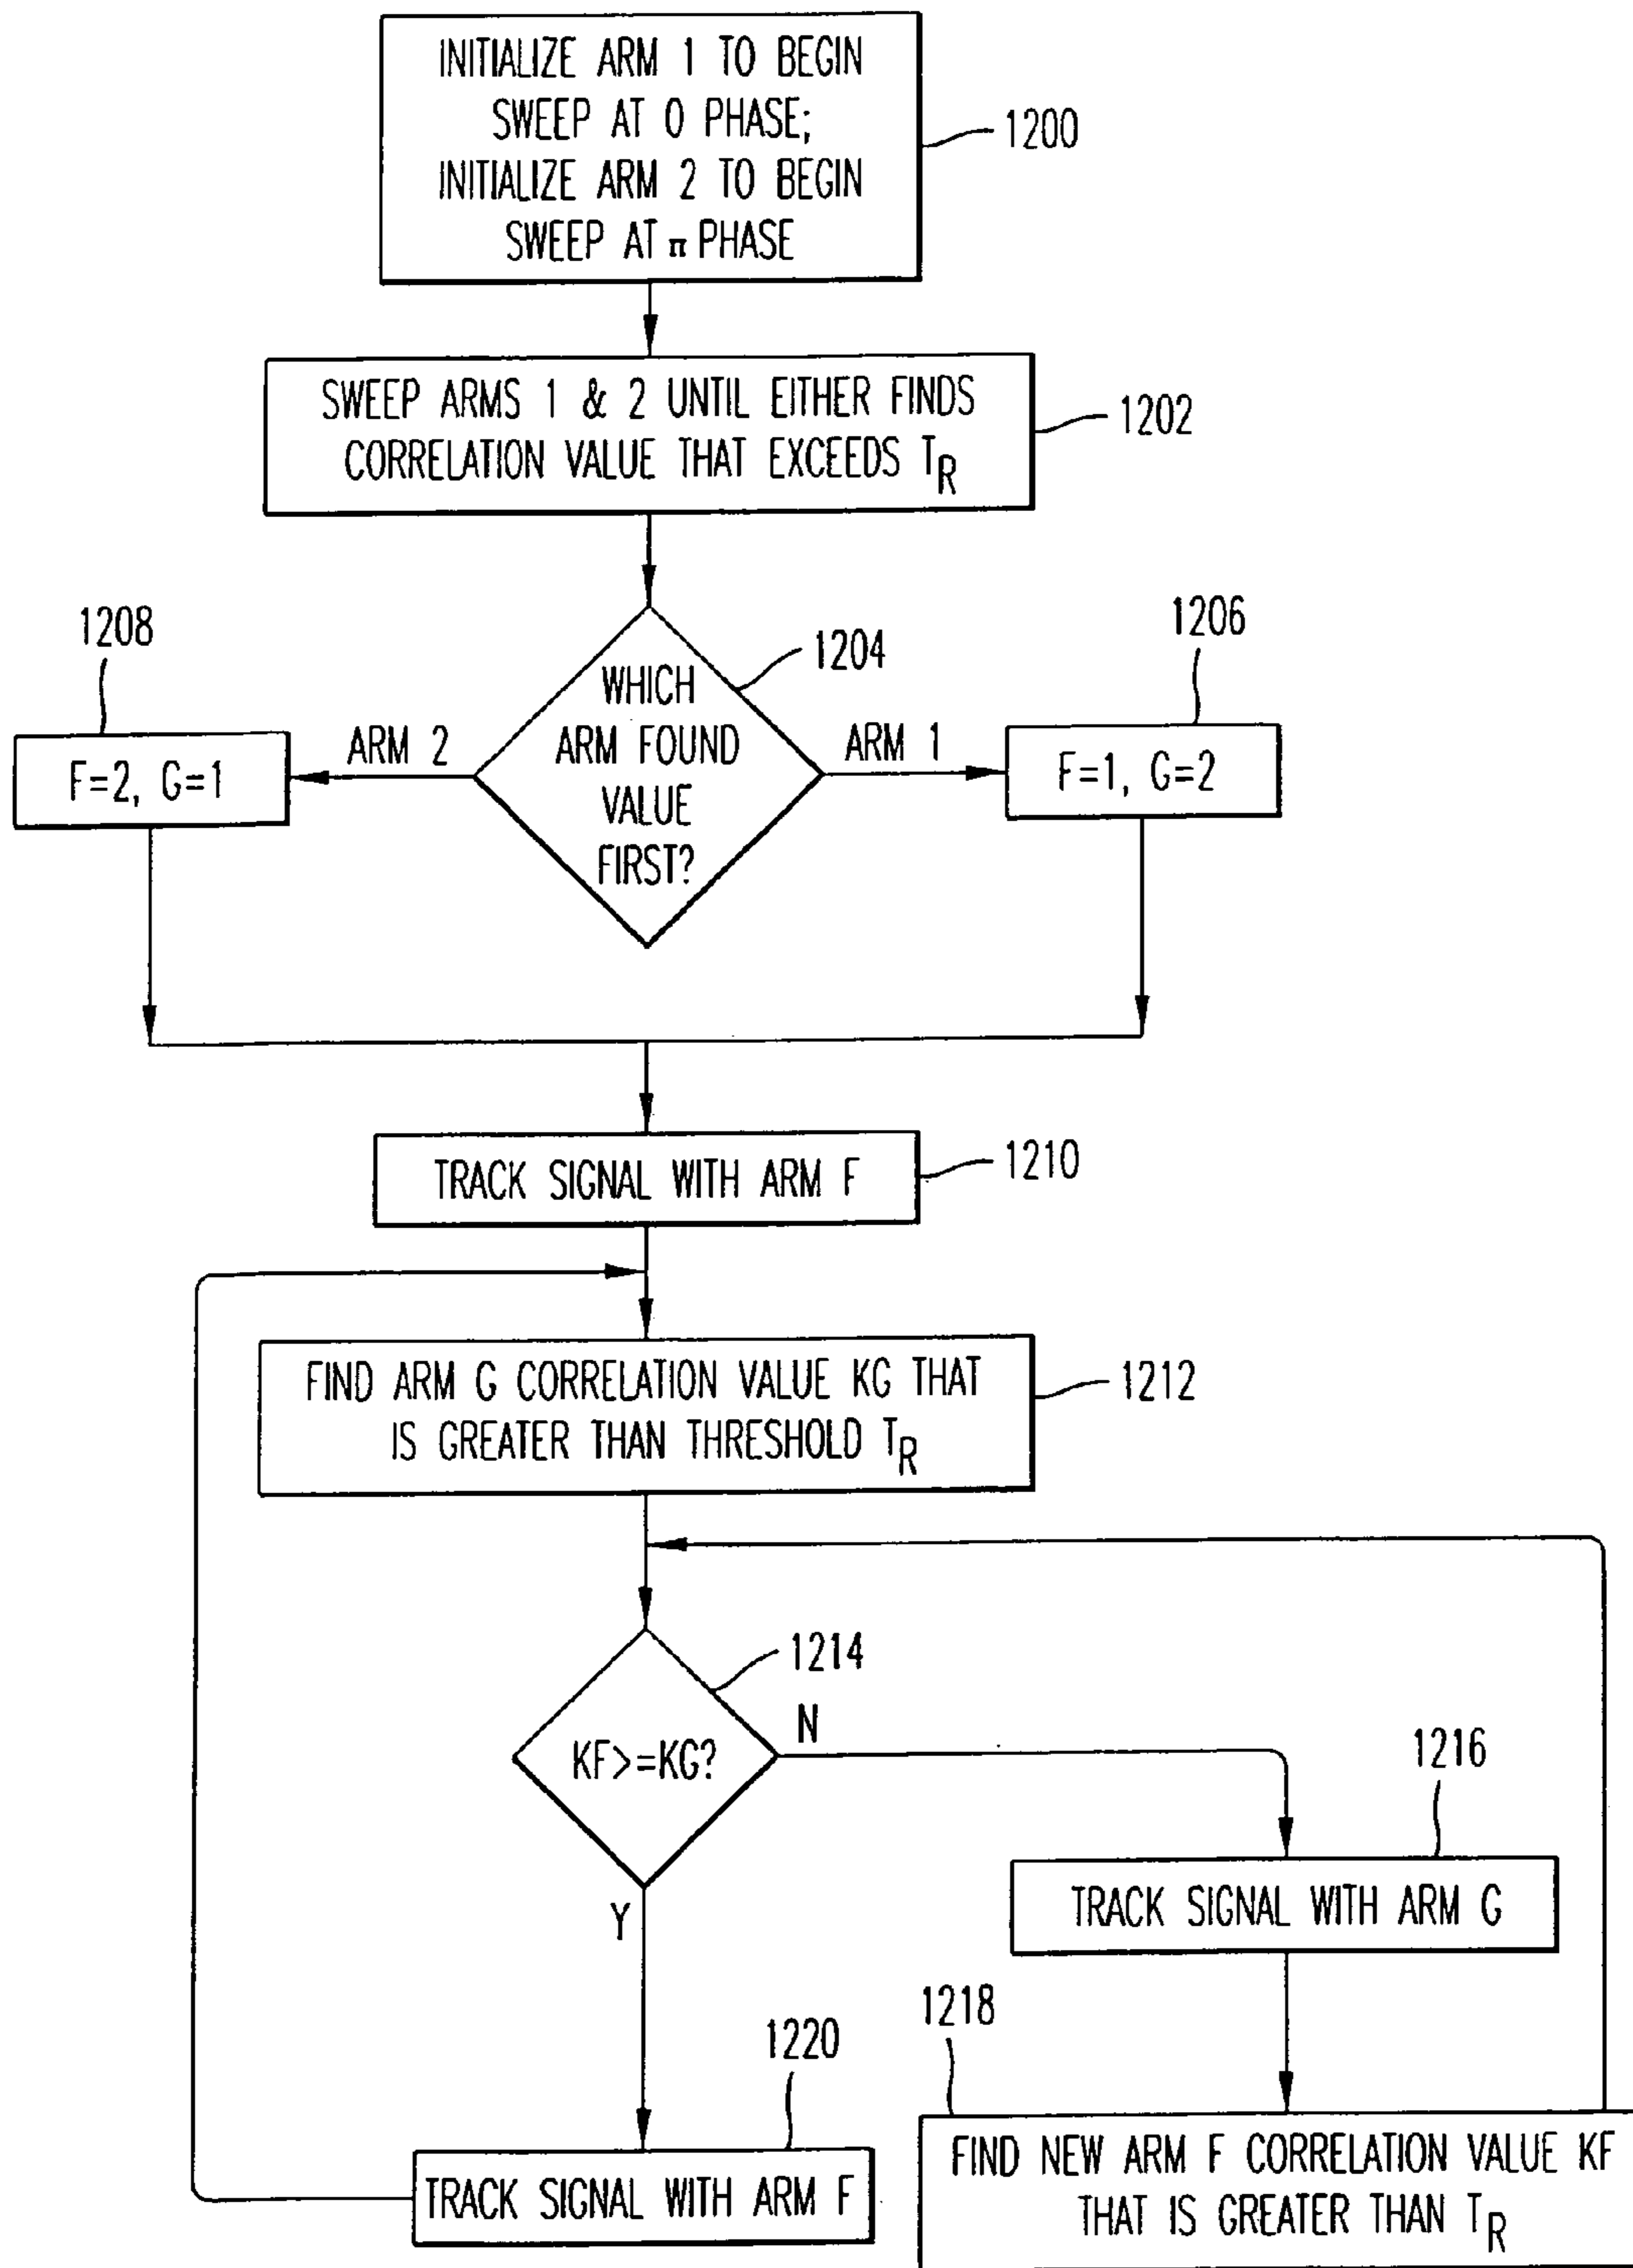 INITIALIZE ARM 1 TO BEGIN
SWEEP AT 0 PHASE;
INITIALIZE ARM 2 TO BEGIN
SWEEP AT π PHASE
1200
SWEEP ARMS 1 & 2 UNTIL EITHER FINDS
CORRELATION VALUE THAT EXCEEDS TR
1202
1208
1206
1204
WHICH
ARM FOUND
VALUE
FIRST?
ARM 2
ARM 1
F=2, G=1
F=1, G=2
TRACK SIGNAL WITH ARM F
1210
FIND ARM G CORRELATION VALUE KG THAT
IS GREATER THAN THRESHOLD TR
1212
1214
KF>=KG?
N
Y
1216
TRACK SIGNAL WITH ARM G
1218
1220
TRACK SIGNAL WITH ARM F
FIND NEW ARM F CORRELATION VALUE KF
THAT IS GREATER THAN TR